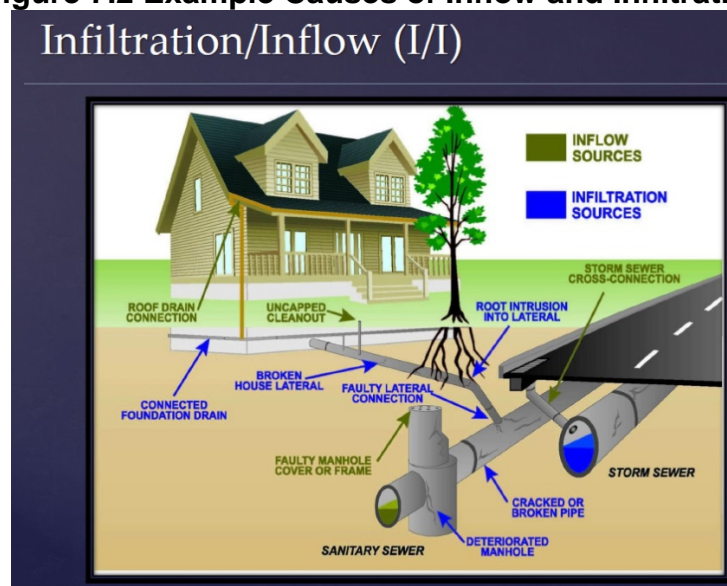 Infiltration/Inflow (I/I)
INFLOW
SOURCES
INFILTRATION
SOURCES
STORM SEWER
CROSS-CONNECTION
ROOF DRAIN
CONNECTION
UNCAPPED
CLEANOUT
ROOT INTRUSION
INTO LATERAL
BROKEN
HOUSE LATERAL
FAULTY LATERAL
CONNECTION
CONNECTED
FOUNDATION DRAIN
FAULTY MANHOLE
COVER OR FRAME
STORM SEWER
CRACKED OR
BROKEN PIPE
DETERIORATED
MANHOLE
SANITARY SEWER